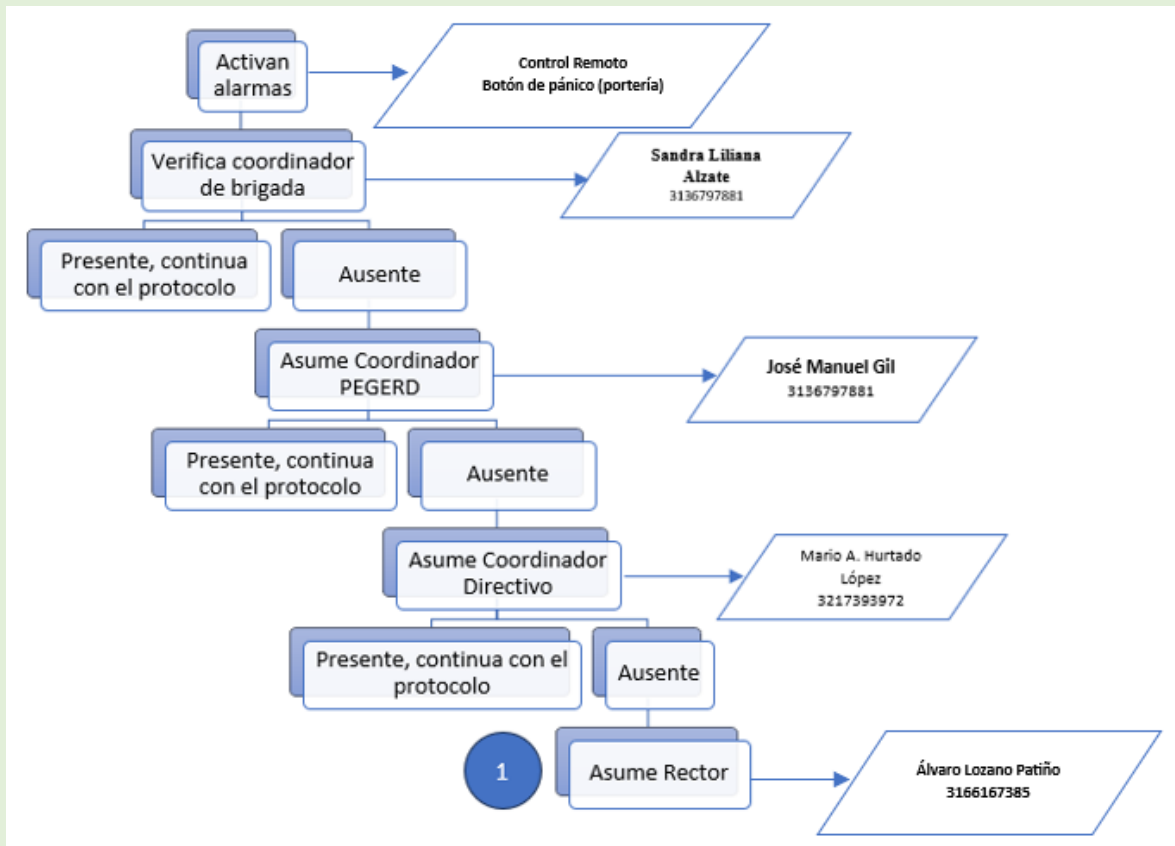 Activan
alarmas
Control Remoto
Botón de pánico (portería)
Verifica coordinador
de brigada
Sandra Liliana
Alzate
3136797881
Presente, continua
con el protocolo
Ausente
Asume Coordinador
PEGERD
José Manuel Gil
3136797881
Presente, continua
con el protocolo
Ausente
Asume Coordinador
Directivo
Mario A. Hurtado
López
3217393972
Presente, continua con el
protocolo
Ausente
1
Asume Rector
Álvaro Lozano Patiño
3166167385